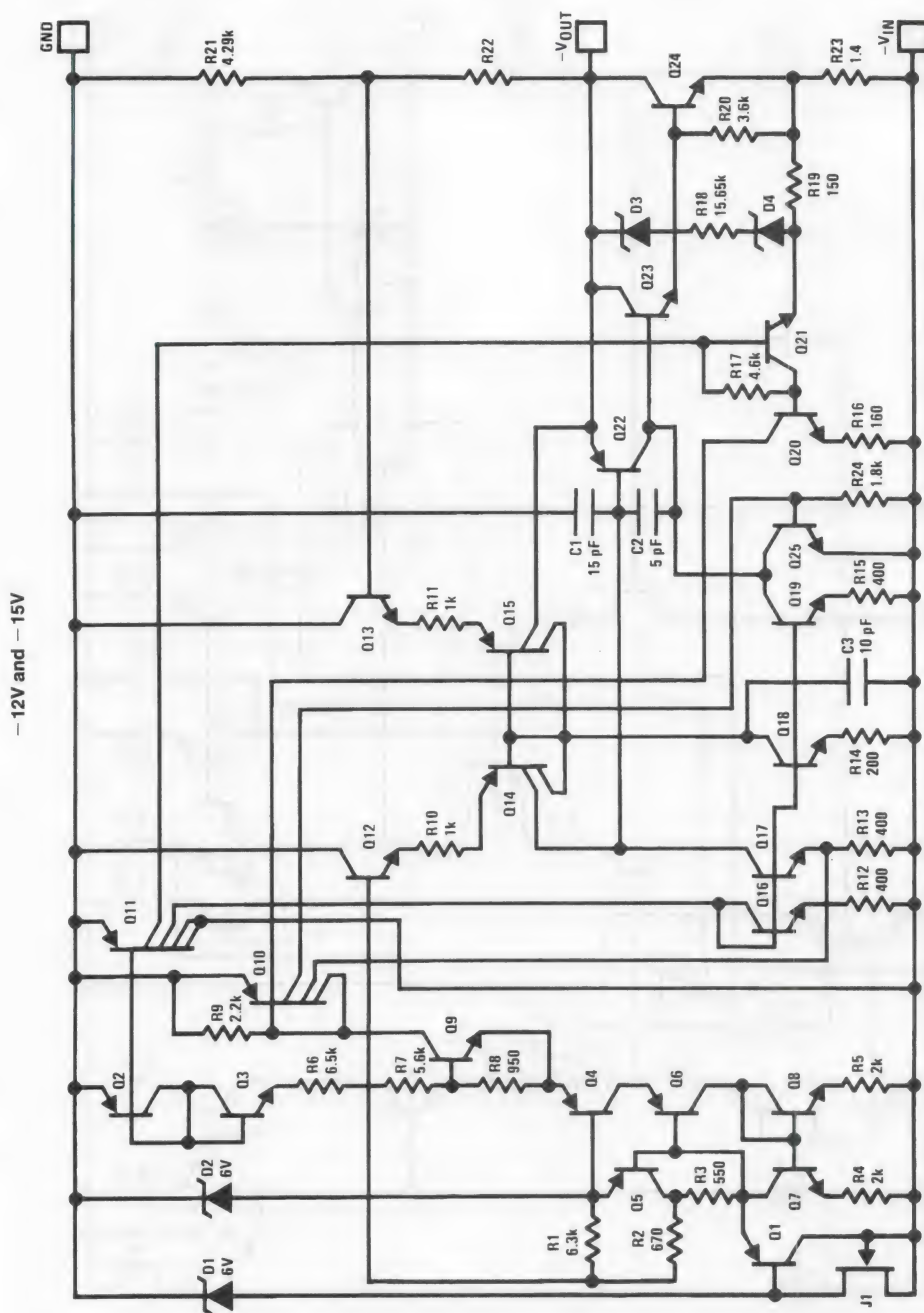 −12V and −15V
GND
R21
4.29k
R22
−VOUT
Q24
R23
1.4
−VIN
R20
3.6k
R19
150
D3
R18
15.65k
D4
Q23
Q21
R17
4.6k
Q22
Q20
R16
160
R24
1.8k
C1
15 pF
C2
5 pF
Q25
Q19
R15
400
Q13
R11
1k
Q15
C3
10 pF
Q18
R14
200
Q12
R10
1k
Q14
Q17
R13
400
Q16
R12
400
Q11
Q10
R9
2.2k
Q9
Q2
Q3
R6
6.5k
R7
5.6k
R8
950
Q4
Q6
Q8
R5
2k
D2
6V
Q5
R3
550
Q7
R4
2k
R1
6.3k
R2
670
Q1
D1
6V
J1